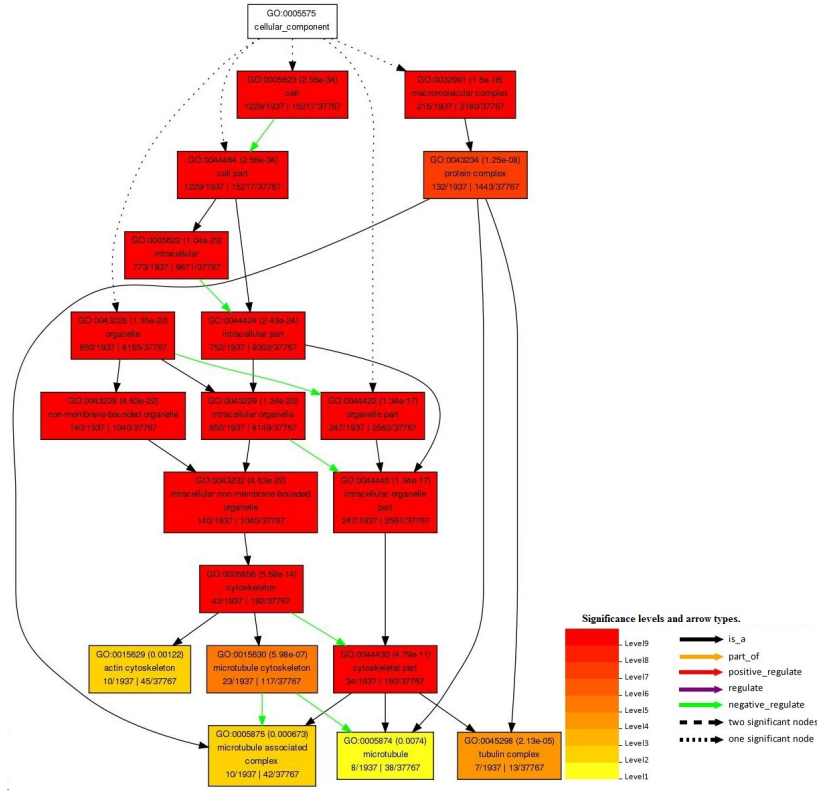 GO:0005575
cellular_component
GO:0005623 (2.56e-34)
cell
1229/1937 | 15217/37767
GO:0032991 (1.5e-16)
macromolecular complex
215/1937 | 2180/37767
GO:0044464 (2.56e-34)
cell part
1229/1937 | 15217/37767
GO:0043234 (1.25e-08)
protein complex
132/1937 | 1443/37767
GO:0005622 (1.04e-23)
intracellular
773/1937 | 9671/37767
GO:0043226 (1.35e-20)
organelle
650/1937 | 8155/37767
GO:0044424 (2.49e-24)
intracellular part
752/1937 | 9302/37767
GO:0043228 (4.63e-22)
non-membrane-bounded organelle
140/1937 | 1040/37767
GO:0043229 (1.24e-20)
intracellular organelle
650/1937 | 8149/37767
GO:0044422 (1.34e-17)
organelle part
247/1937 | 2562/37767
GO:0043232 (4.63e-22)
intracellular non-membrane-bounded
organelle
140/1937 | 1040/37767
GO:0044446 (1.34e-17)
intracellular organelle
part
247/1937 | 2561/37767
GO:0005856 (5.58e-14)
cytoskeleton
42/1937 | 192/37767
GO:0015629 (0.00122)
actin cytoskeleton
10/1937 | 45/37767
GO:0015630 (5.98e-07)
microtubule cytoskeleton
23/1937 | 117/37767
GO:0044430 (4.79e-11)
cytoskeletal part
34/1937 | 160/37767
GO:0005875 (0.000673)
microtubule associated
complex
10/1937 | 42/37767
GO:0005874 (0.0074)
microtubule
8/1937 | 38/37767
GO:0045298 (2.13e-05)
tubulin complex
7/1937 | 13/37767
Significance levels and arrow types.
Level9
Level8
Level7
Level6
Level5
Level4
Level3
Level2
Level1
is_a
part_of
positive_regulate
regulate
negative_regulate
two significant nodes
one significant node